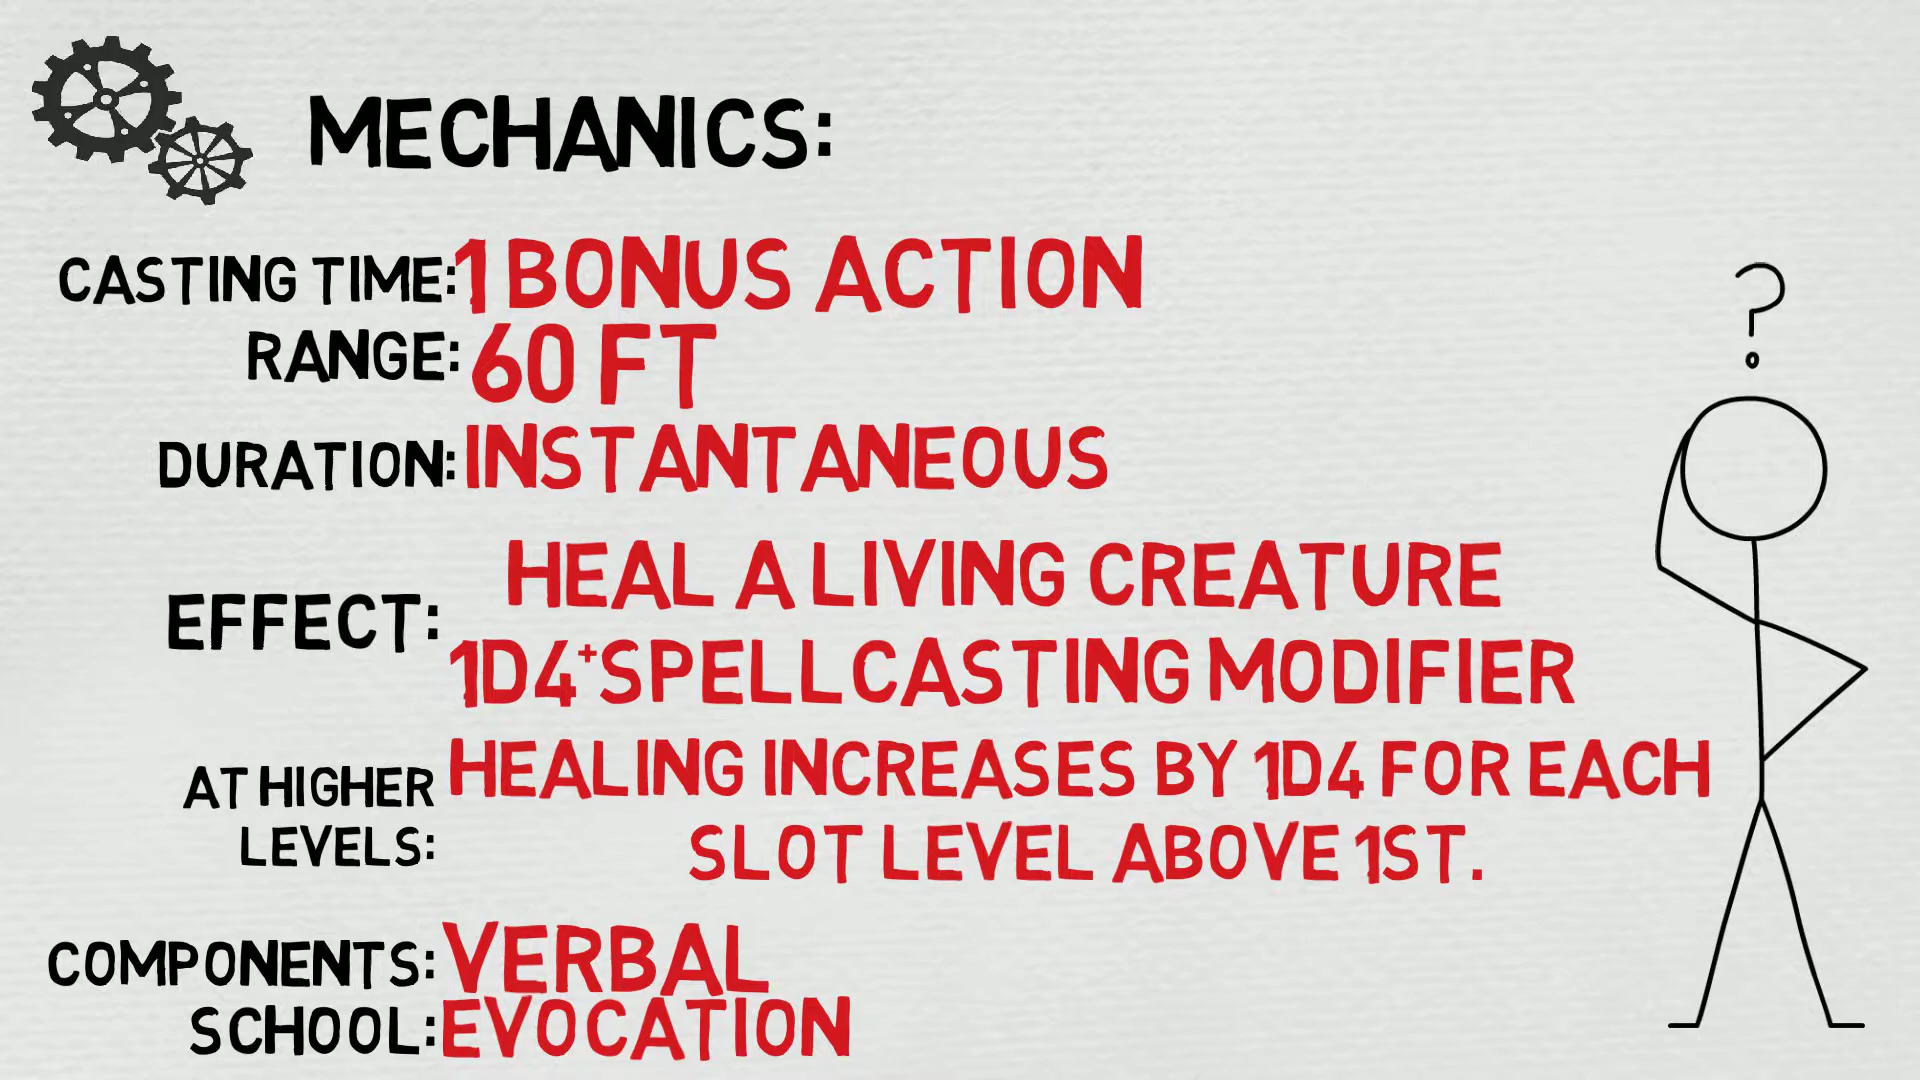 MECHANICS:
CASTING TIME: 1 BONUS ACTION
RANGE: 60 FT
DURATION: INSTANTANEOUS
EFFECT: HEAL A LIVING CREATURE
1D4+SPELLCASTING MODIFIER
AT HIGHER LEVELS: HEALING INCREASES BY 1D4 FOR EACH
SLOT LEVEL ABOVE 1ST.
COMPONENTS: VERBAL
SCHOOL: EVOCATION
?